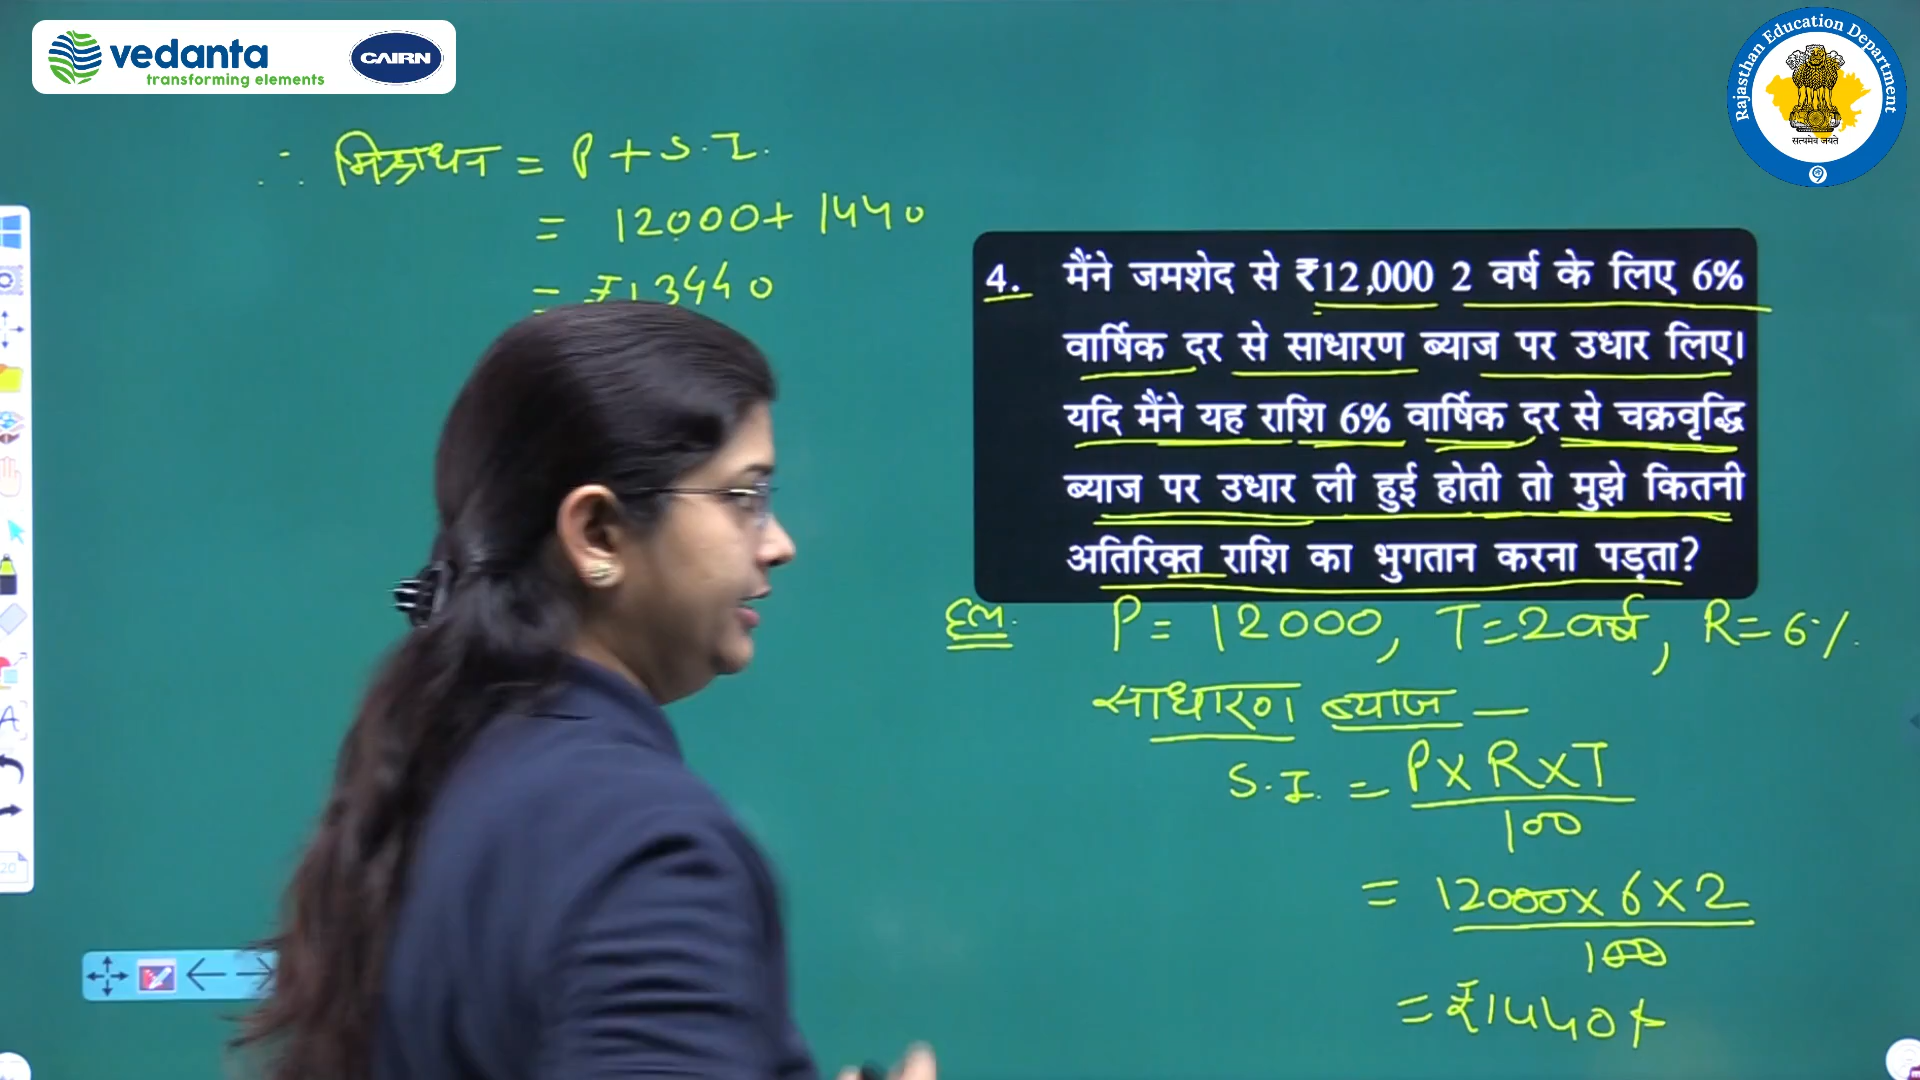 vedanta
transforming elements
CAIRN
Rajasthan Education Department
सत्यमेव जयते
∴ मिश्रधन = P + S.I.
= 12000 + 1440
= ₹13440
4. मैंने जमशेद से ₹12,000 2 वर्ष के लिए 6%
वार्षिक दर से साधारण ब्याज पर उधार लिए।
यदि मैंने यह राशि 6% वार्षिक दर से चक्रवृद्धि
ब्याज पर उधार ली हुई होती तो मुझे कितनी
अतिरिक्त राशि का भुगतान करना पड़ता?
हल. P = 12000, T = 2 वर्ष, R = 6%.
साधारण ब्याज —
S.I. = P x R x T
100
= 12000 x 6 x 2
100
= ₹1440